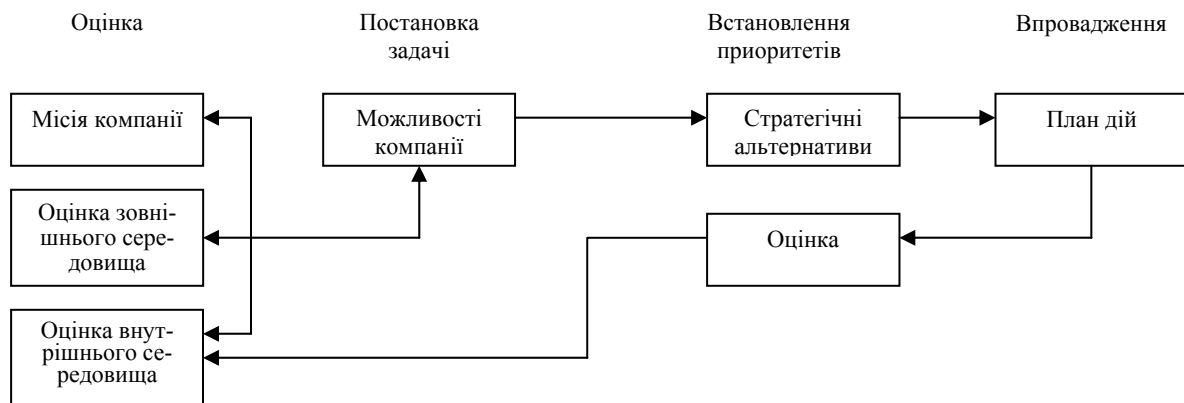 Оцінка
Постановка
задачі
Встановлення
пріоритетів
Впровадження
Місія компанії
Можливості
компанії
Стратегічні
альтернативи
План дій
Оцінка зовні-
шнього сере-
довища
Оцінка
Оцінка внут-
рішнього се-
редовища